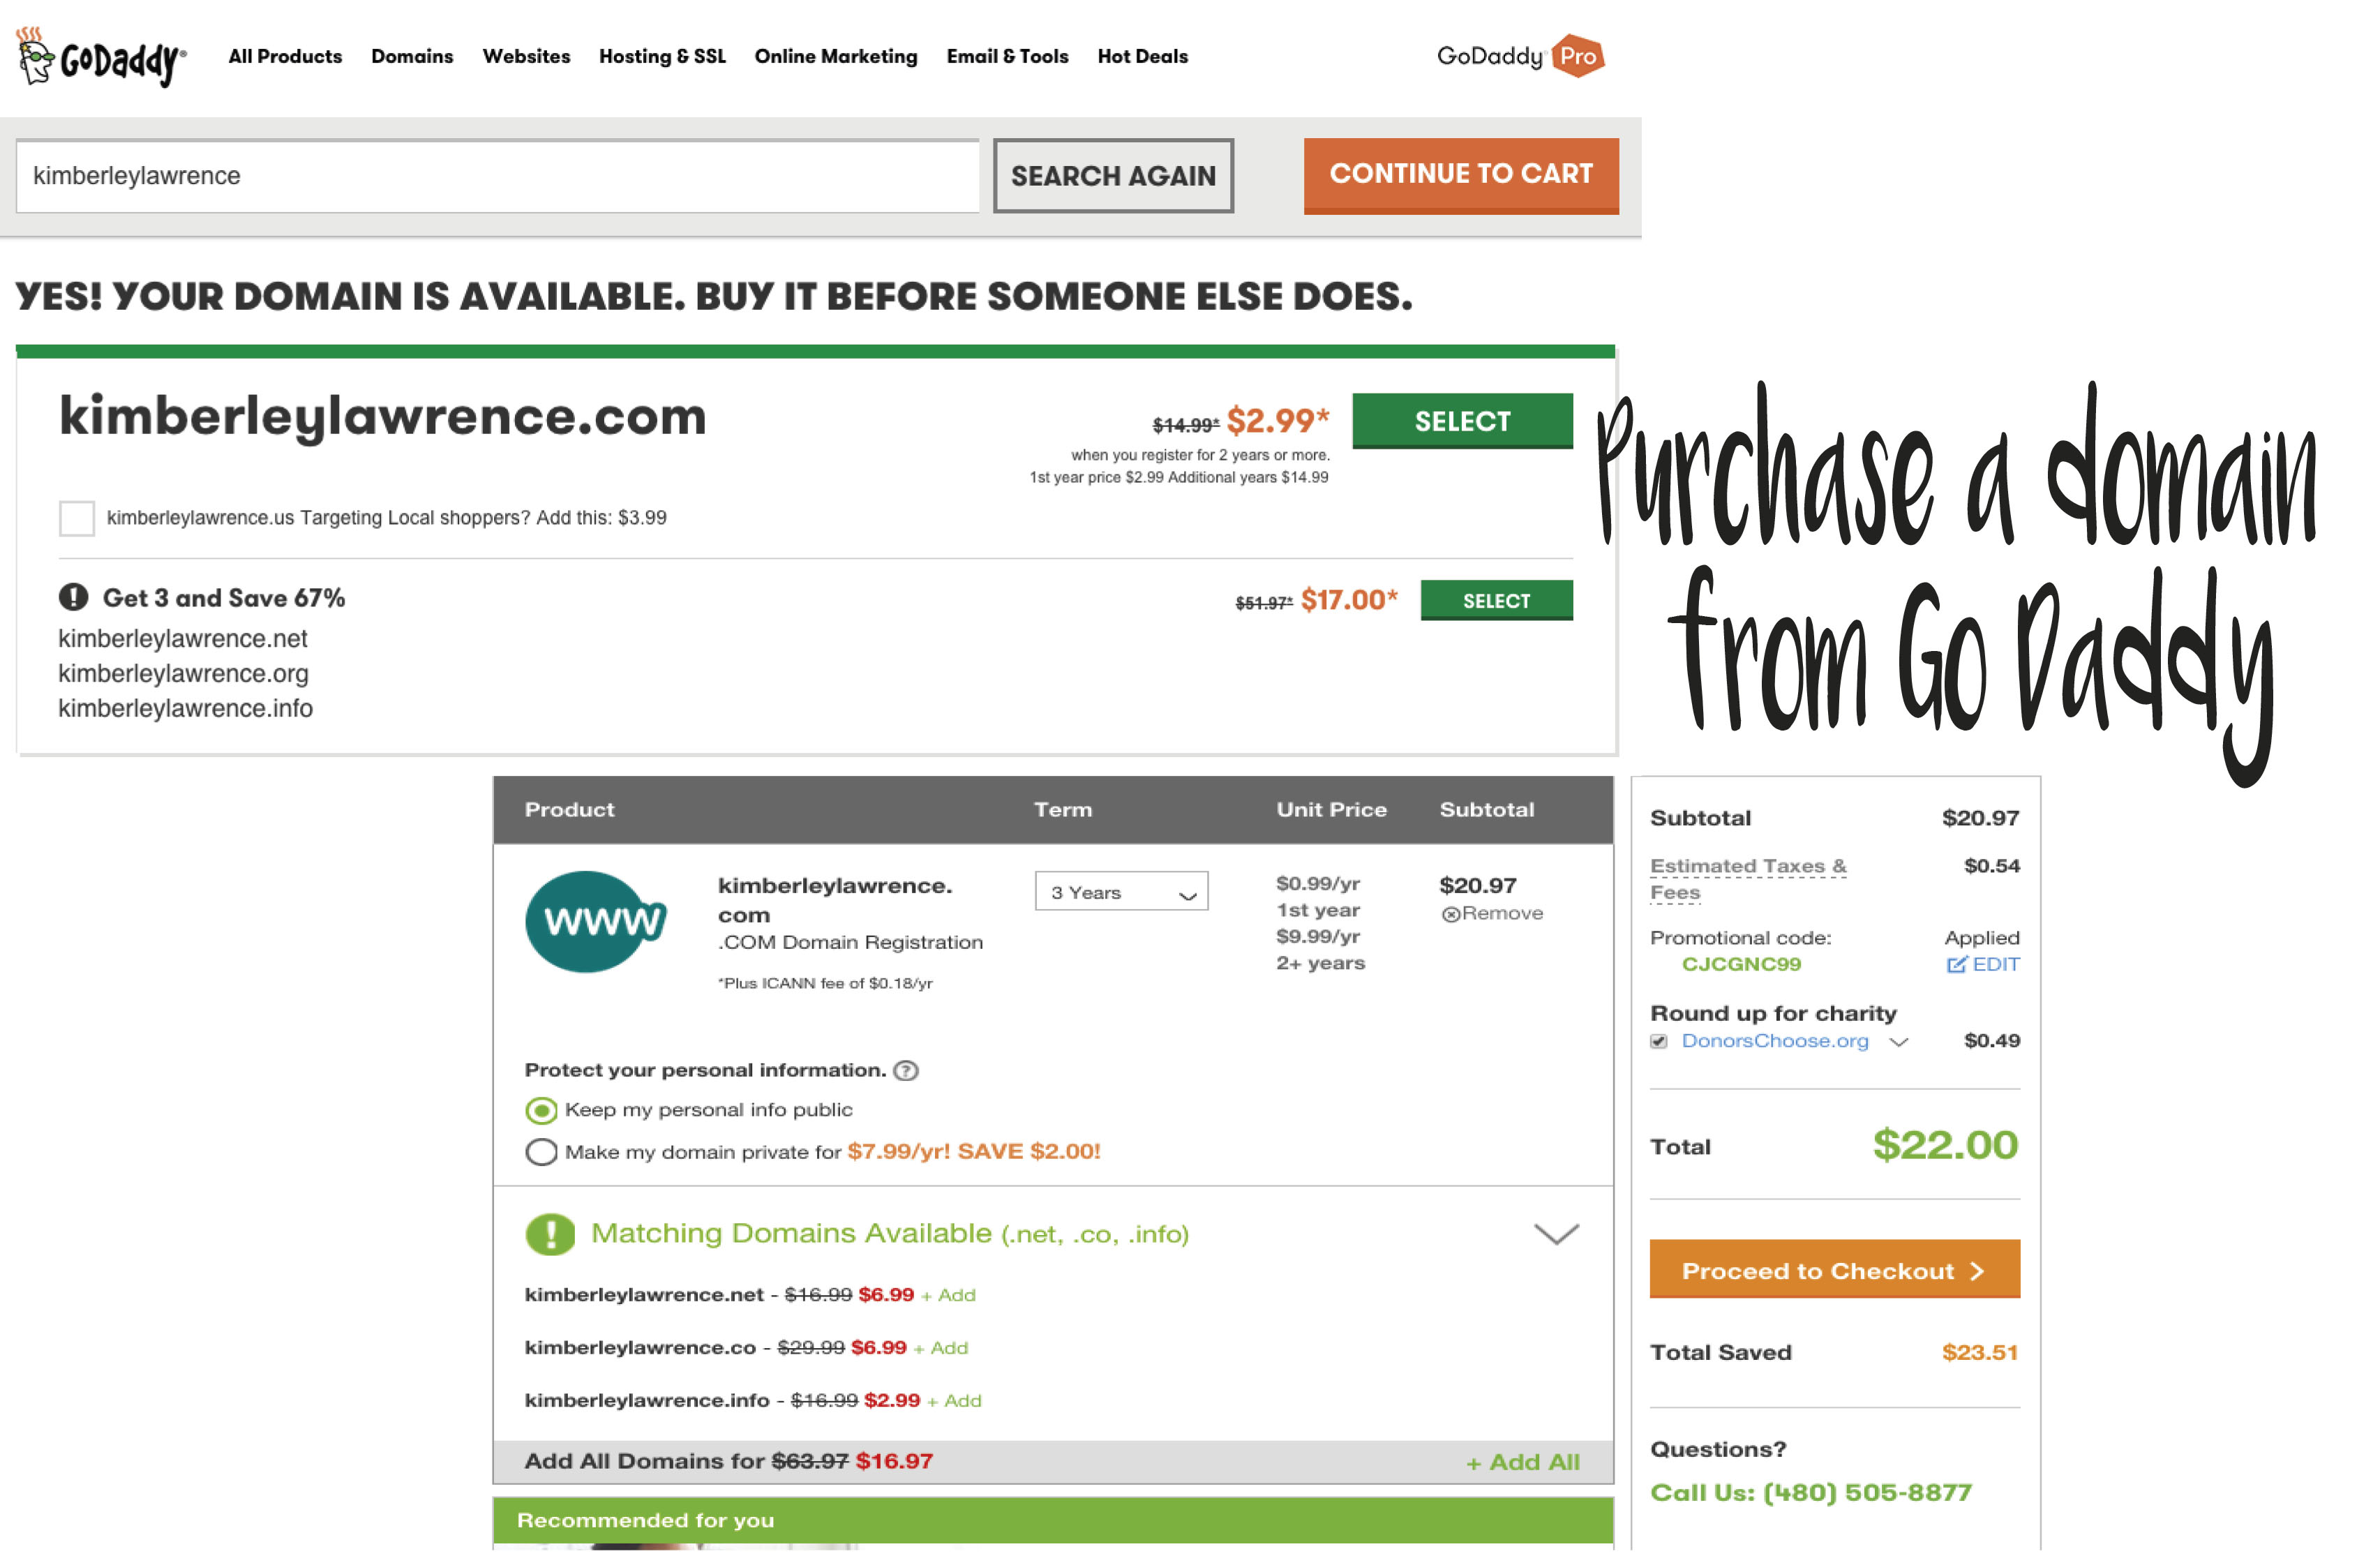 GoDaddy
All Products Domains Websites Hosting & SSL Online Marketing Email & Tools Hot Deals
GoDaddy Pro
kimberleylawrence
SEARCH AGAIN
CONTINUE TO CART
YES! YOUR DOMAIN IS AVAILABLE. BUY IT BEFORE SOMEONE ELSE DOES.
kimberleylawrence.com
$14.99* $2.99*
SELECT
when you register for 2 years or more.
1st year price $2.99 Additional years $14.99
kimberleylawrence.us Targeting Local shoppers? Add this: $3.99
! Get 3 and Save 67%
$51.97* $17.00*
SELECT
kimberleylawrence.net
kimberleylawrence.org
kimberleylawrence.info
Purchase a domain
from Go Daddy
Product Term Unit Price Subtotal
www
kimberleylawrence.
com
.COM Domain Registration
*Plus ICANN fee of $0.18/yr
3 Years
$0.99/yr
1st year
$9.99/yr
2+ years
$20.97
Remove
Protect your personal information. ?
Keep my personal info public
Make my domain private for $7.99/yr! SAVE $2.00!
! Matching Domains Available (.net, .co, .info)
kimberleylawrence.net - $16.99 $6.99 + Add
kimberleylawrence.co - $29.99 $6.99 + Add
kimberleylawrence.info - $16.99 $2.99 + Add
Add All Domains for $63.97 $16.97
+ Add All
Recommended for you
Subtotal $20.97
Estimated Taxes & $0.54
Fees
Promotional code: Applied
CJCGNC99 EDIT
Round up for charity
DonorsChoose.org $0.49
Total $22.00
Proceed to Checkout >
Total Saved $23.51
Questions?
Call Us: (480) 505-8877